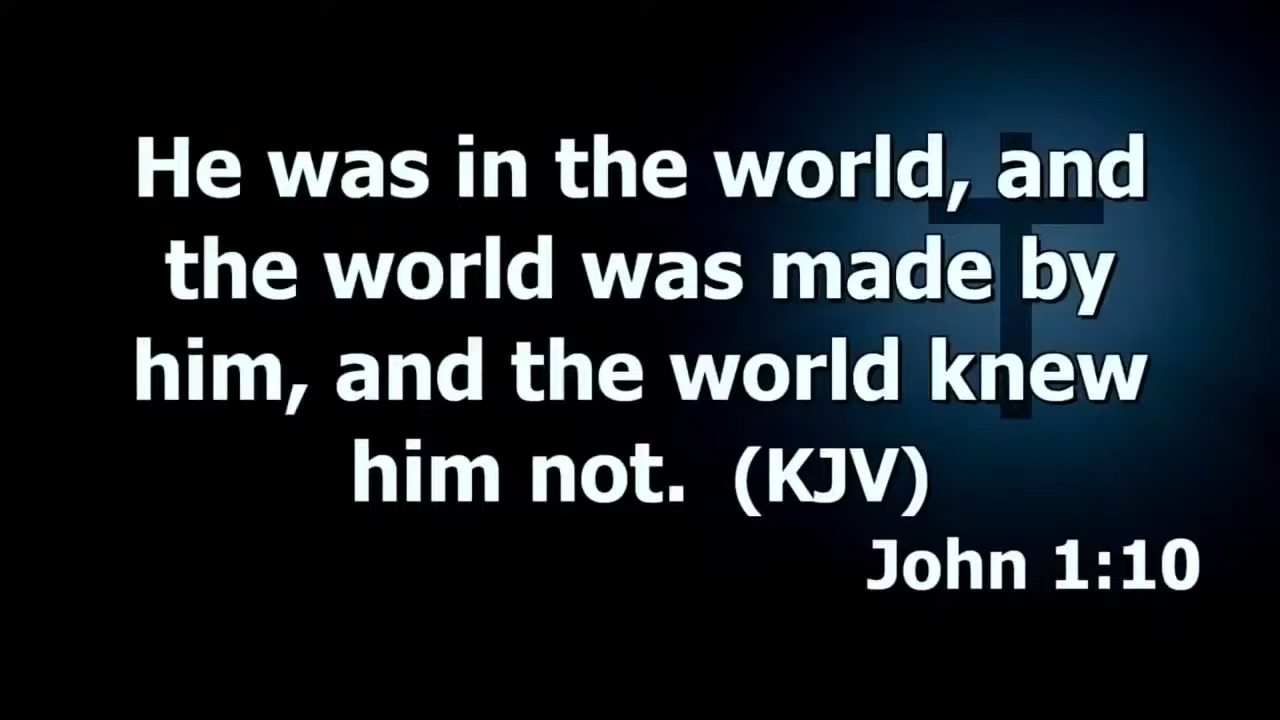 He was in the world, and
the world was made by
him, and the world knew
him not.  (KJV)
John 1:10